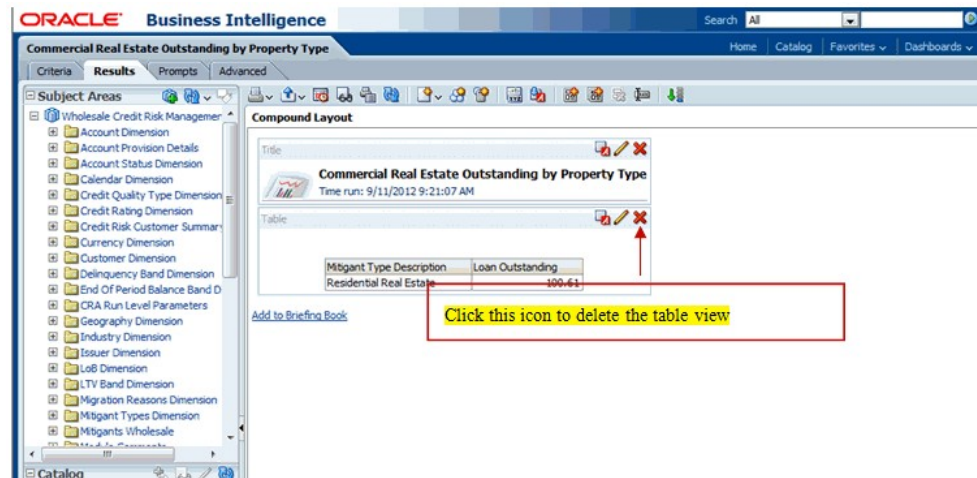 ORACLE Business Intelligence
Search All
Commercial Real Estate Outstanding by Property Type
Home Catalog Favorites Dashboards
Criteria Results Prompts Advanced
Subject Areas
Wholesale Credit Risk Managemer
Account Dimension
Account Provision Details
Account Status Dimension
Calendar Dimension
Credit Quality Type Dimension
Credit Rating Dimension
Credit Risk Customer Summar
Currency Dimension
Customer Dimension
Delinquency Band Dimension
End Of Period Balance Band D
CRA Run Level Parameters
Geography Dimension
Industry Dimension
Issuer Dimension
LoB Dimension
LTV Band Dimension
Migration Reasons Dimension
Mitigant Types Dimension
Mitigants Wholesale
Catalog
Compound Layout
Title
Commercial Real Estate Outstanding by Property Type
Time run: 9/11/2012 9:21:07 AM
Table
Mitigant Type Description Loan Outstanding
Residential Real Estate 100.61
Add to Briefing Book
Click this icon to delete the table view